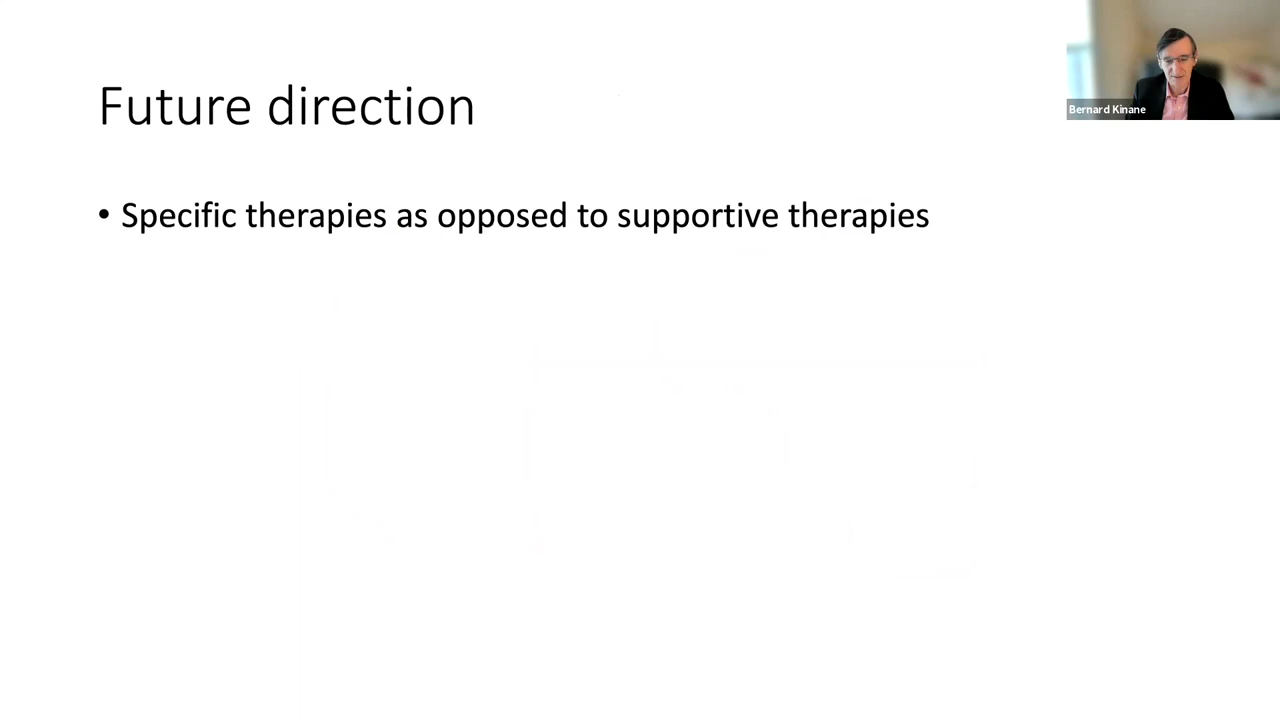 Future direction
Bernard Kinane
• Specific therapies as opposed to supportive therapies